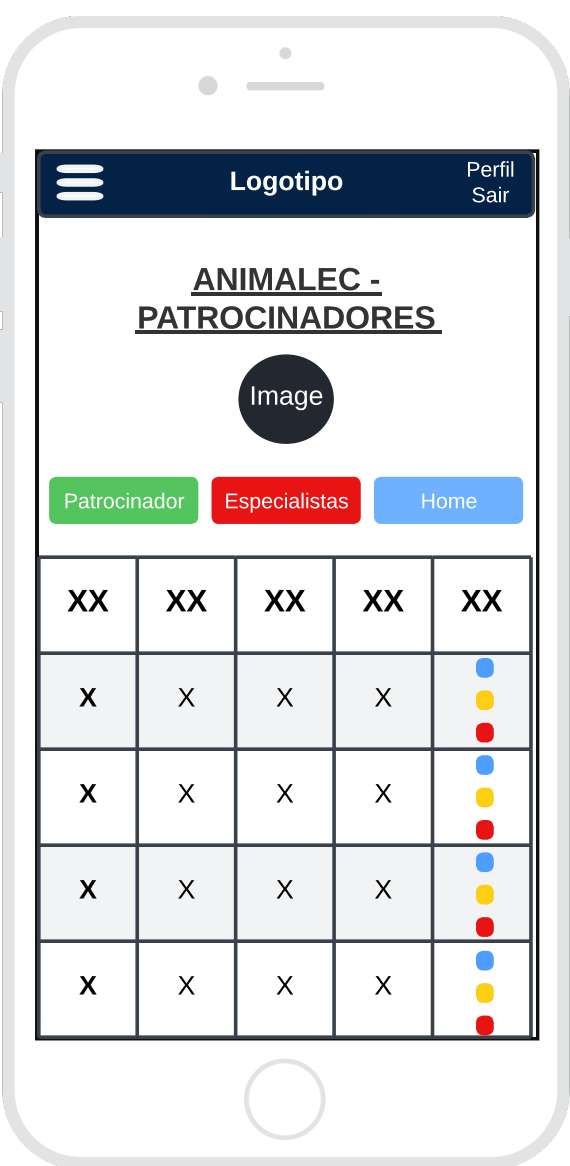 Logotipo
Perfil
Sair
ANIMALEC -
PATROCINADORES
Image
Patrocinador
Especialistas
Home
XX XX XX XX XX
X X X X
X X X X
X X X X
X X X X